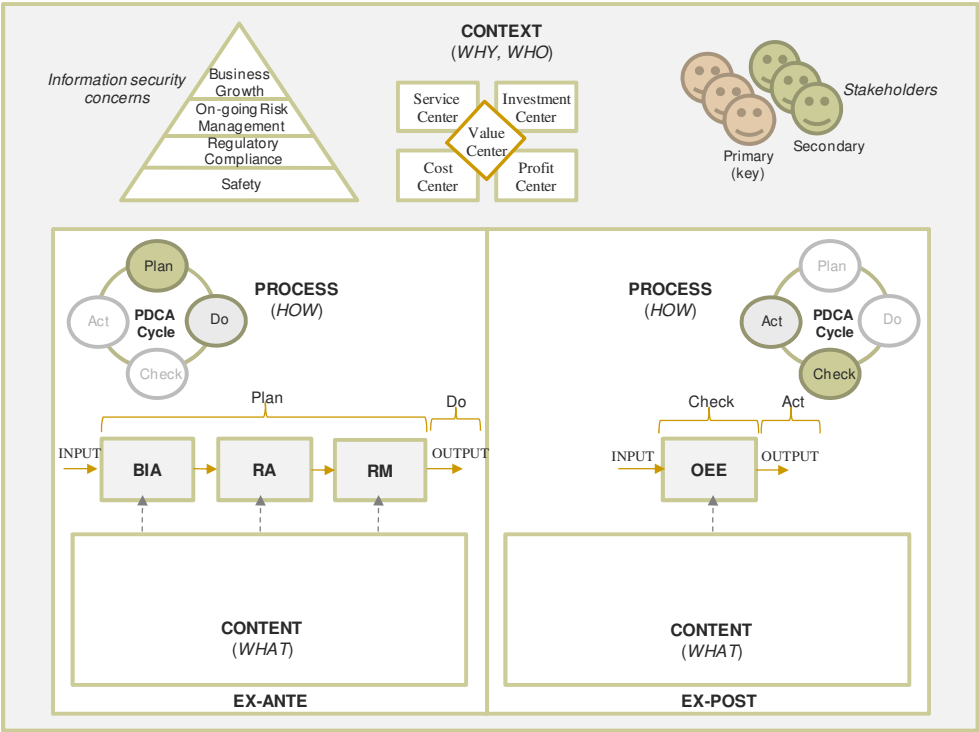 CONTEXT
(WHY, WHO)
Information security
concerns
Business
Growth
On-going Risk
Management
Regulatory
Compliance
Safety
Service
Center
Investment
Center
Value
Center
Cost
Center
Profit
Center
Stakeholders
Primary
(key)
Secondary
Plan
Act
PDCA
Cycle
Do
Check
PROCESS
(HOW)
Plan
Do
INPUT
BIA
RA
RM
OUTPUT
CONTENT
(WHAT)
EX-ANTE
PROCESS
(HOW)
Plan
Act
PDCA
Cycle
Do
Check
Check
Act
INPUT
OEE
OUTPUT
CONTENT
(WHAT)
EX-POST